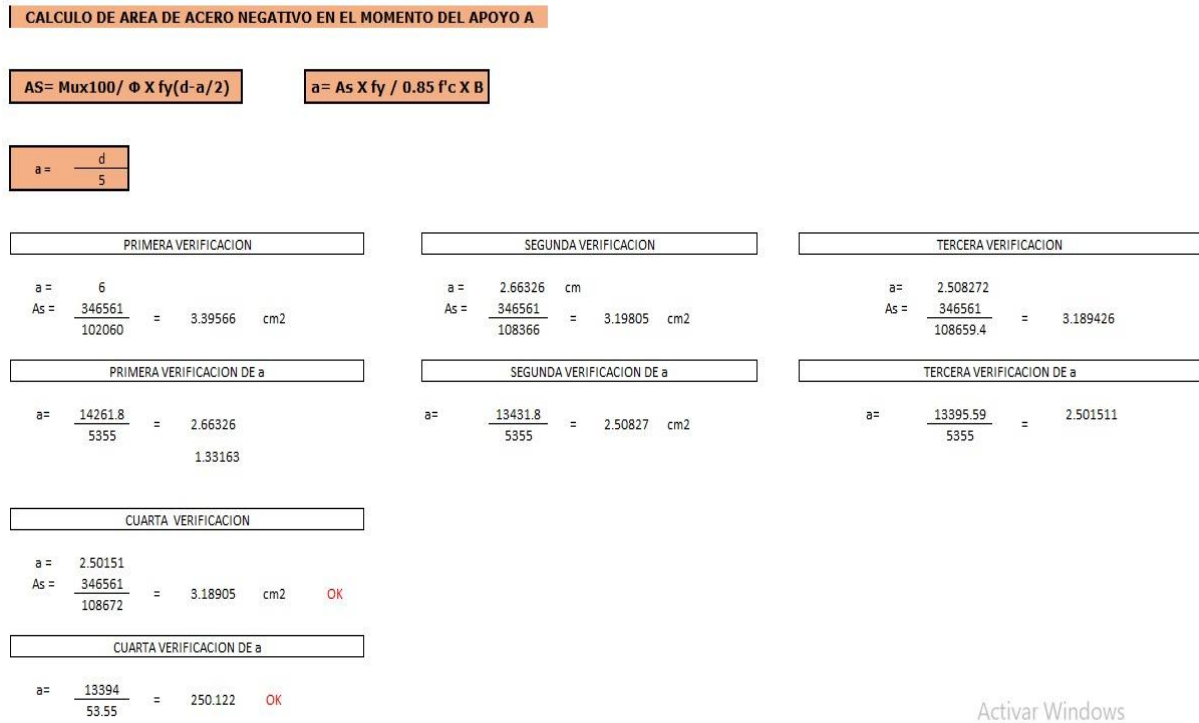 CALCULO DE AREA DE ACERO NEGATIVO EN EL MOMENTO DEL APOYO A
AS= Mux100/ Φ X fy(d-a/2)
a= As X fy / 0.85 f'c X B
a = d
5
PRIMERA VERIFICACION
a = 6
As = 346561 = 3.39566 cm2
102060
PRIMERA VERIFICACION DE a
a= 14261.8 = 2.66326
5355
1.33163
SEGUNDA VERIFICACION
a = 2.66326 cm
As = 346561 = 3.19805 cm2
108366
SEGUNDA VERIFICACION DE a
a= 13431.8 = 2.50827 cm2
5355
TERCERA VERIFICACION
a= 2.508272
As = 346561 = 3.189426
108659.4
TERCERA VERIFICACION DE a
a= 13395.59 = 2.501511
5355
CUARTA VERIFICACION
a = 2.50151
As = 346561 = 3.18905 cm2 OK
108672
CUARTA VERIFICACION DE a
a= 13394 = 250.122 OK
53.55
Activar Windows